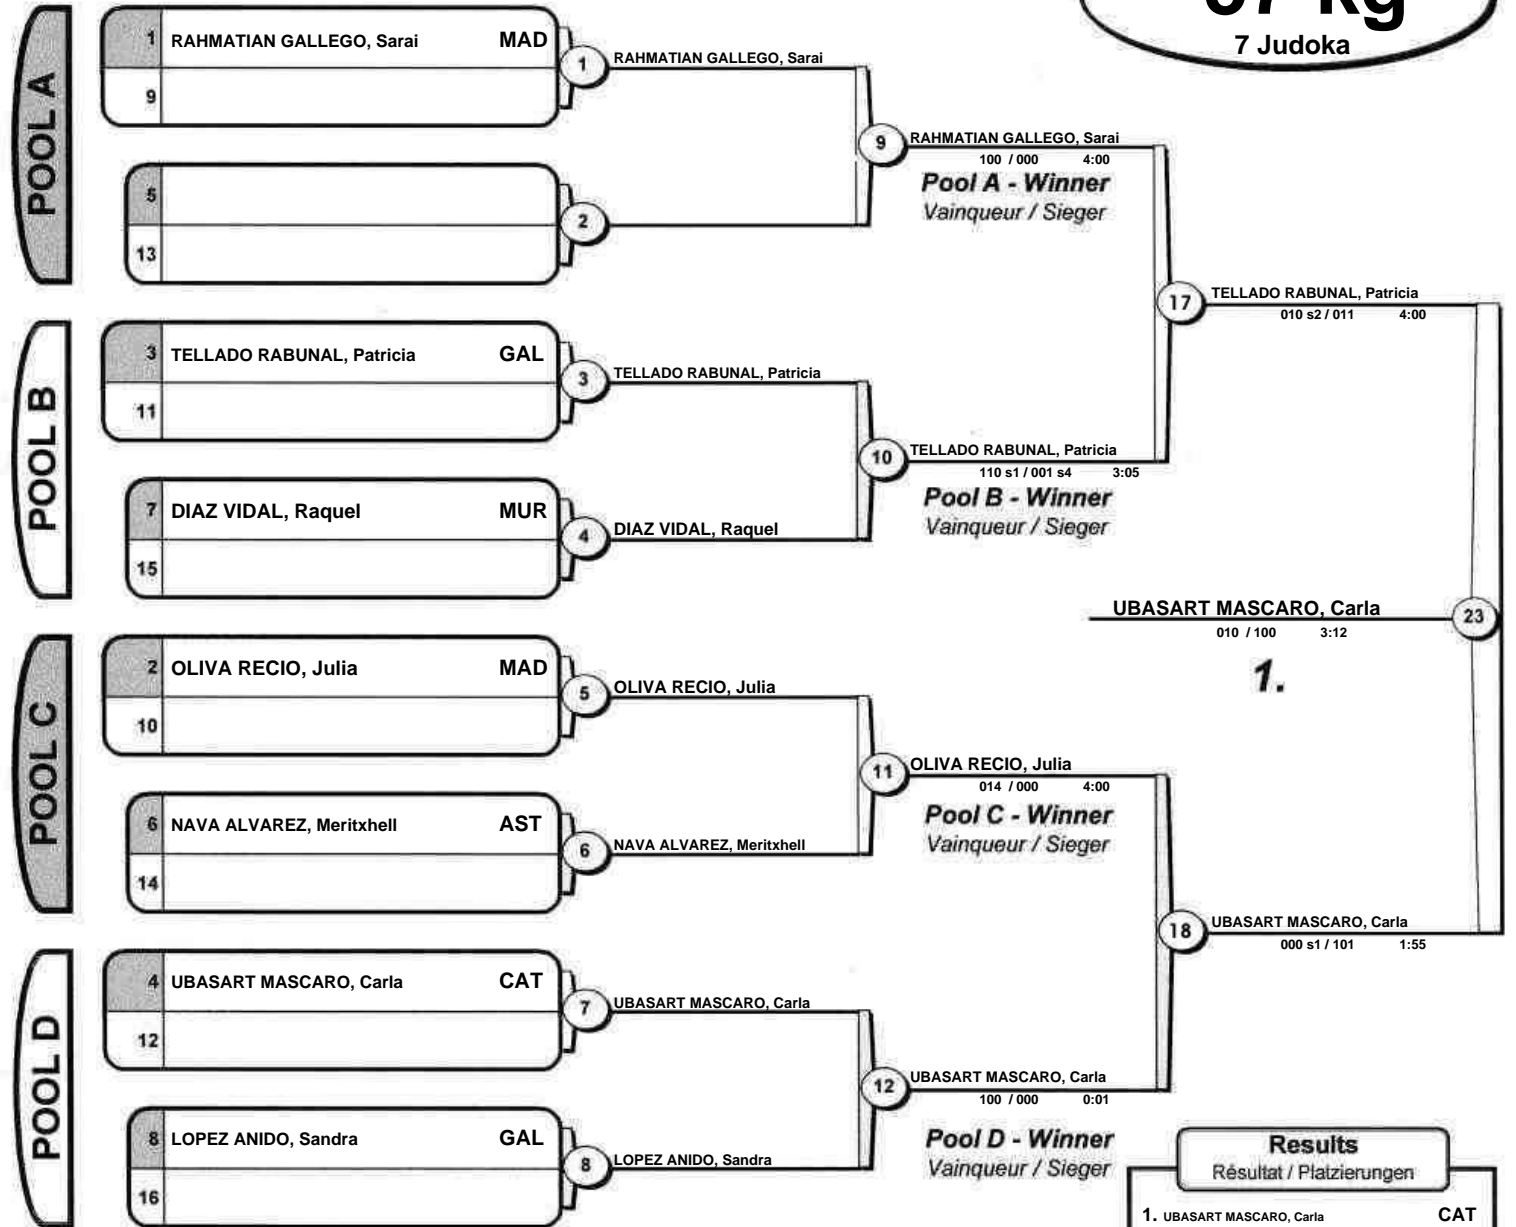 kg
7 Judoka
POOL A
1 RAHMATIAN GALLEGO, Sarai MAD
9
1 RAHMATIAN GALLEGO, Sarai
5
13
2
9 RAHMATIAN GALLEGO, Sarai
100 / 000 4:00
Pool A - Winner
Vainqueur / Sieger
POOL B
3 TELLADO RABUNAL, Patricia GAL
11
3 TELLADO RABUNAL, Patricia
7 DIAZ VIDAL, Raquel MUR
15
4 DIAZ VIDAL, Raquel
10 TELLADO RABUNAL, Patricia
110 s1 / 001 s4 3:05
Pool B - Winner
Vainqueur / Sieger
17 TELLADO RABUNAL, Patricia
010 s2 / 011 4:00
UBASART MASCARO, Carla 23
010 / 100 3:12
1.
POOL C
2 OLIVA RECIO, Julia MAD
10
5 OLIVA RECIO, Julia
6 NAVA ALVAREZ, Meritxhell AST
14
6 NAVA ALVAREZ, Meritxhell
11 OLIVA RECIO, Julia
014 / 000 4:00
Pool C - Winner
Vainqueur / Sieger
18 UBASART MASCARO, Carla
000 s1 / 101 1:55
POOL D
4 UBASART MASCARO, Carla CAT
12
7 UBASART MASCARO, Carla
8 LOPEZ ANIDO, Sandra GAL
16
8 LOPEZ ANIDO, Sandra
12 UBASART MASCARO, Carla
100 / 000 0:01
Pool D - Winner
Vainqueur / Sieger
Results
Résultat / Platzierungen
1. UBASART MASCARO, Carla CAT